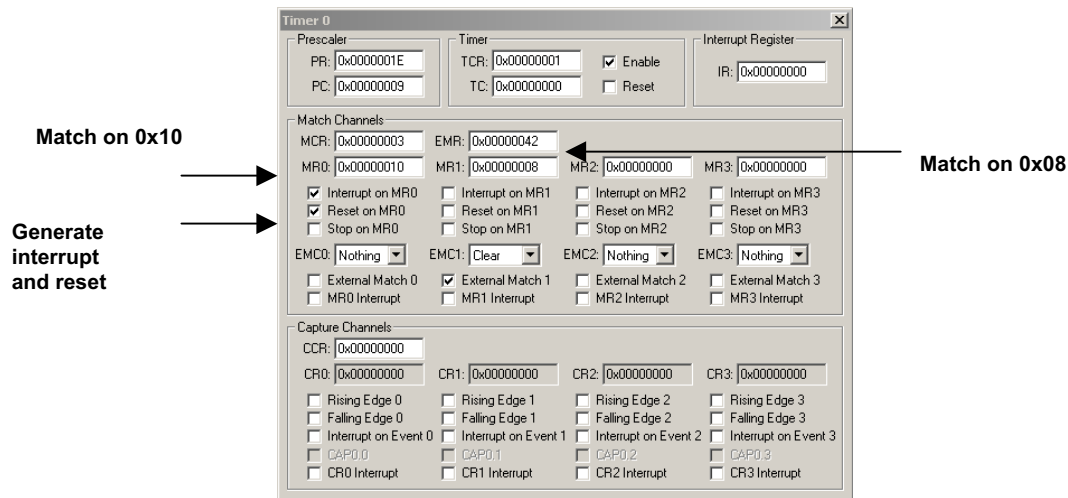 Timer 0
Prescaler
PR: 0x0000001E
PC: 0x00000009
Timer
TCR: 0x00000001
Enable
TC: 0x00000000
Reset
Interrupt Register
IR: 0x00000000
Match on 0x10
Match on 0x08
Generate
interrupt
and reset
Match Channels
MCR: 0x00000003 EMR: 0x00000042
MR0: 0x00000010 MR1: 0x00000008 MR2: 0x00000000 MR3: 0x00000000
Interrupt on MR0 Interrupt on MR1 Interrupt on MR2 Interrupt on MR3
Reset on MR0 Reset on MR1 Reset on MR2 Reset on MR3
Stop on MR0 Stop on MR1 Stop on MR2 Stop on MR3
EMC0: Nothing EMC1: Clear EMC2: Nothing EMC3: Nothing
External Match 0 External Match 1 External Match 2 External Match 3
MR0 Interrupt MR1 Interrupt MR2 Interrupt MR3 Interrupt
Capture Channels
CCR: 0x00000000
CR0: 0x00000000 CR1: 0x00000000 CR2: 0x00000000 CR3: 0x00000000
Rising Edge 0 Rising Edge 1 Rising Edge 2 Rising Edge 3
Falling Edge 0 Falling Edge 1 Falling Edge 2 Falling Edge 3
Interrupt on Event 0 Interrupt on Event 1 Interrupt on Event 2 Interrupt on Event 3
CAP0.0 CAP0.1 CAP0.2 CAP0.3
CR0 Interrupt CR1 Interrupt CR2 Interrupt CR3 Interrupt